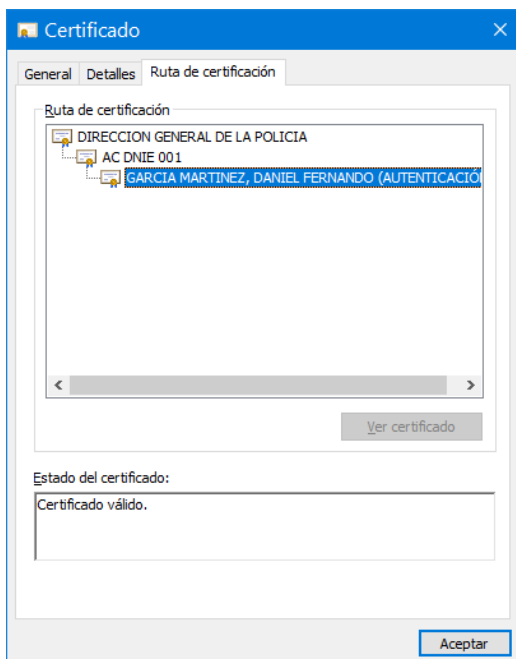 Certificado
General Detalles Ruta de certificación
Ruta de certificación
DIRECCION GENERAL DE LA POLICIA
AC DNIE 001
GARCIA MARTINEZ, DANIEL FERNANDO (AUTENTICACIÓ
Ver certificado
Estado del certificado:
Certificado válido.
Aceptar